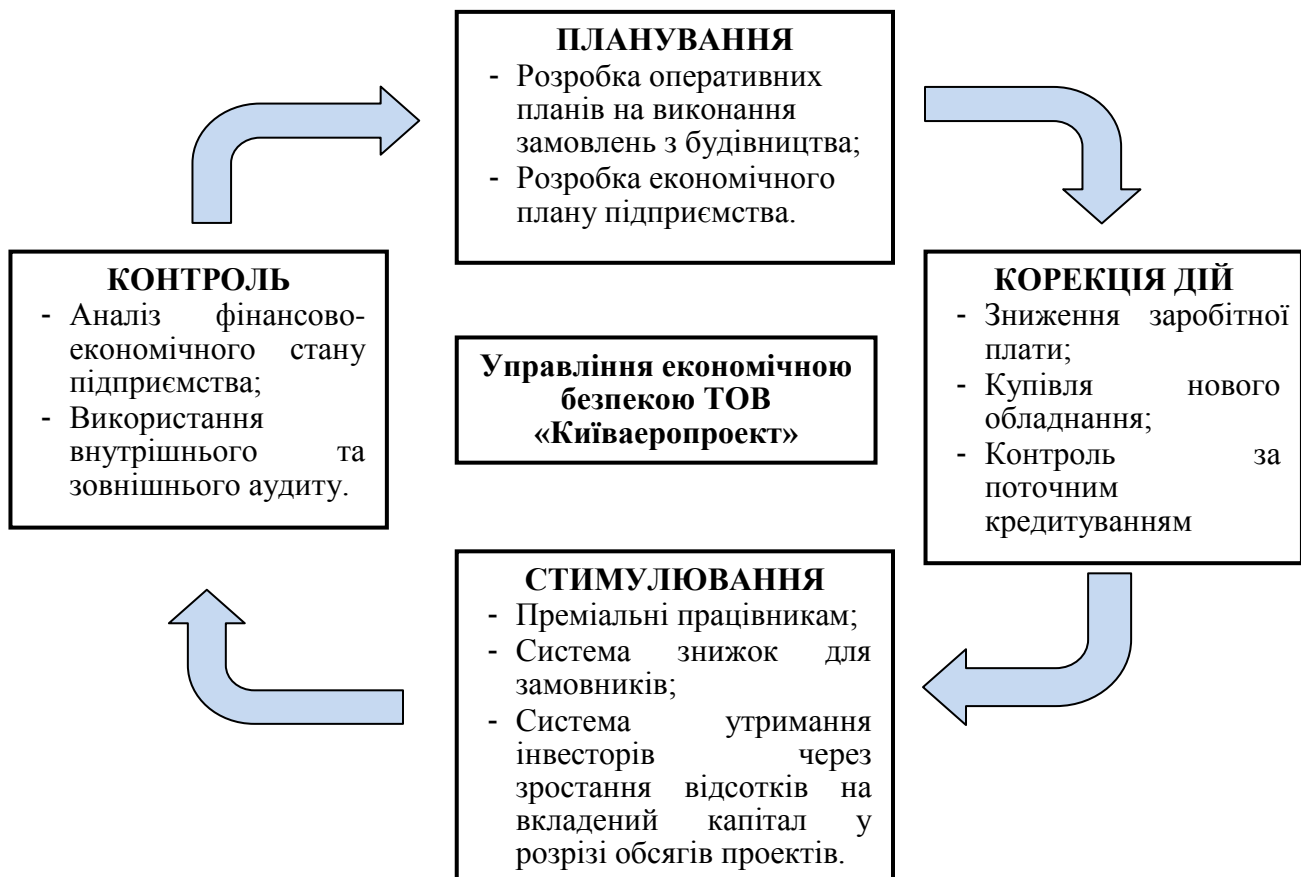 ПЛАНУВАННЯ
- Розробка оперативних
планів на виконання
замовлень з будівництва;
- Розробка економічного
плану підприємства.
КОНТРОЛЬ
- Аналіз фінансово-
економічного стану
підприємства;
- Використання
внутрішнього та
зовнішнього аудиту.
Управління економічною
безпекою ТОВ
«Київаеропроект»
КОРЕКЦІЯ ДІЙ
- Зниження заробітної
плати;
- Купівля нового
обладнання;
- Контроль за
поточним
кредитуванням
СТИМУЛЮВАННЯ
- Преміальні працівникам;
- Система знижок для
замовників;
- Система утримання
інвесторів через
зростання відсотків на
вкладений капітал у
розрізі обсягів проектів.